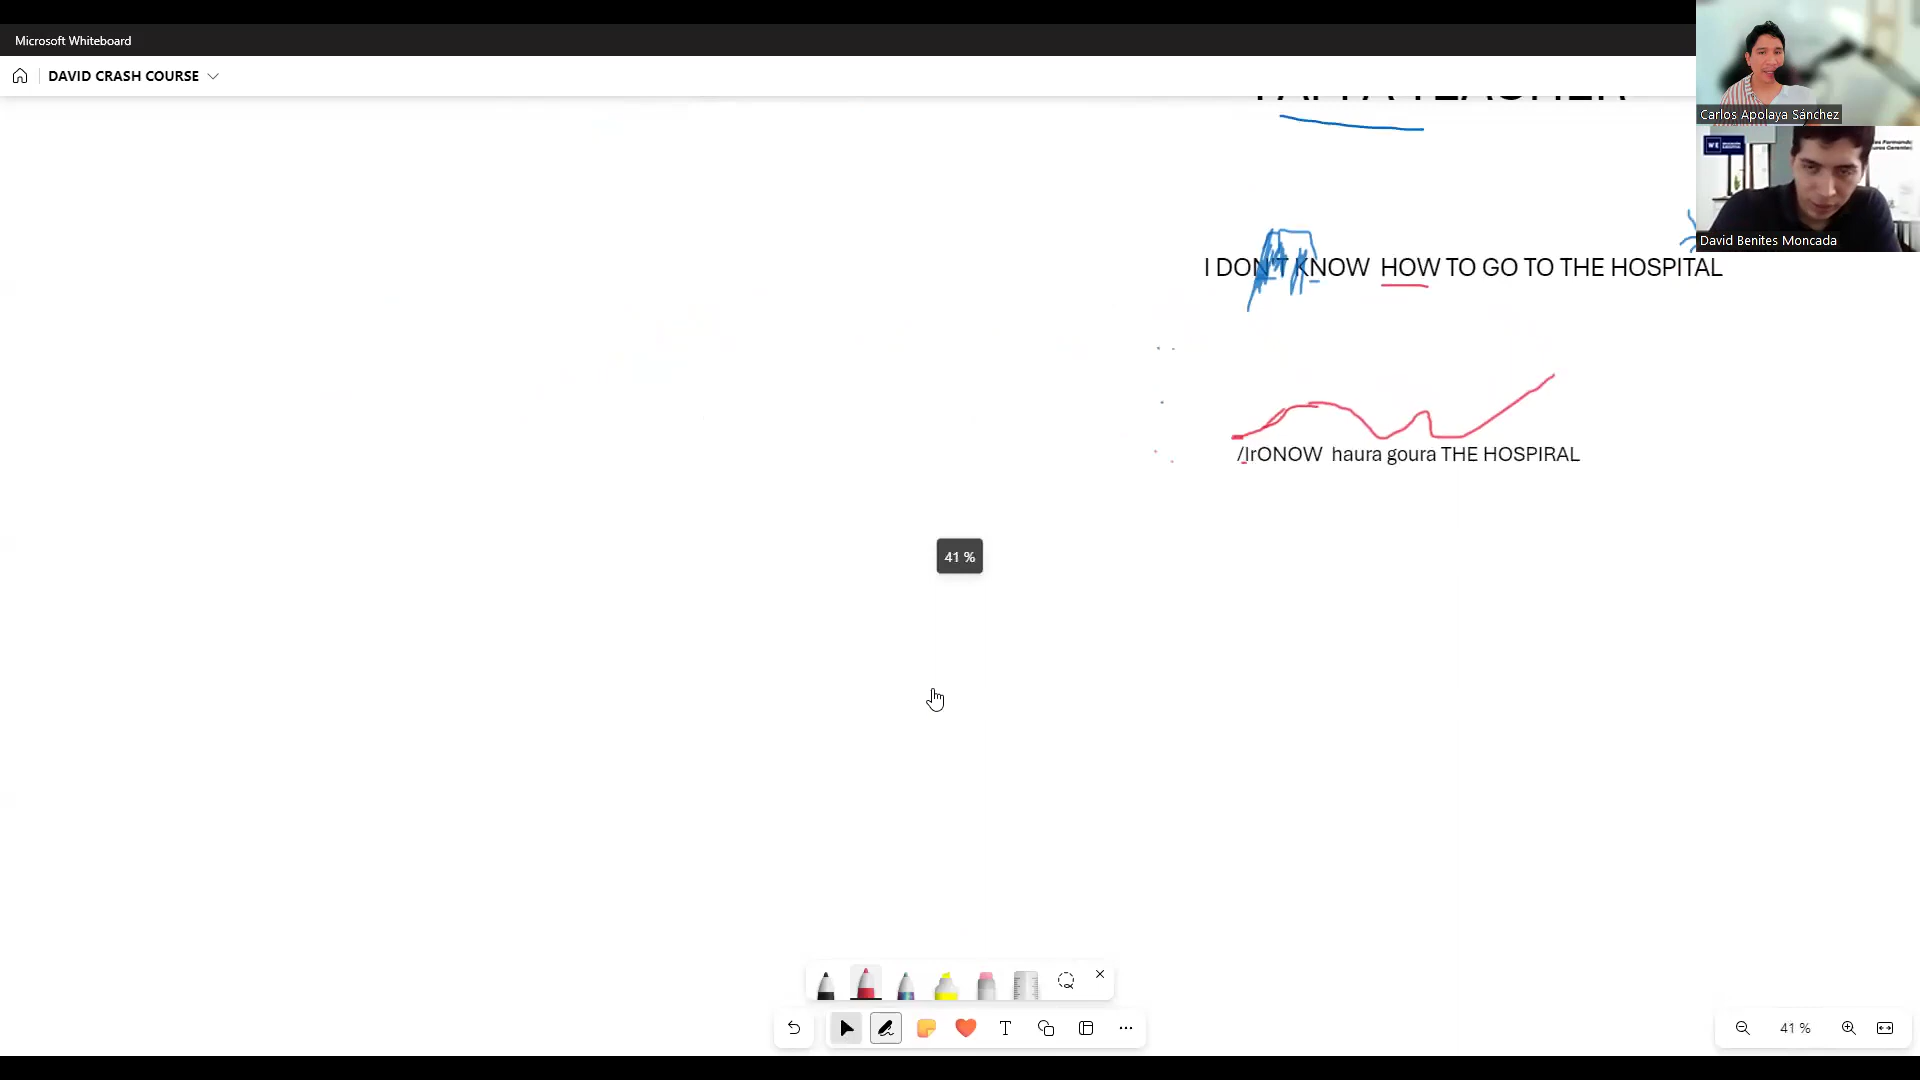 Microsoft Whiteboard
DAVID CRASH COURSE
Carlos Apolaya Sánchez
W E
David Benites Moncada
I DON'T KNOW HOW TO GO TO THE HOSPITAL
/IrONOW haura goura THE HOSPIRAL
41 %
41 %